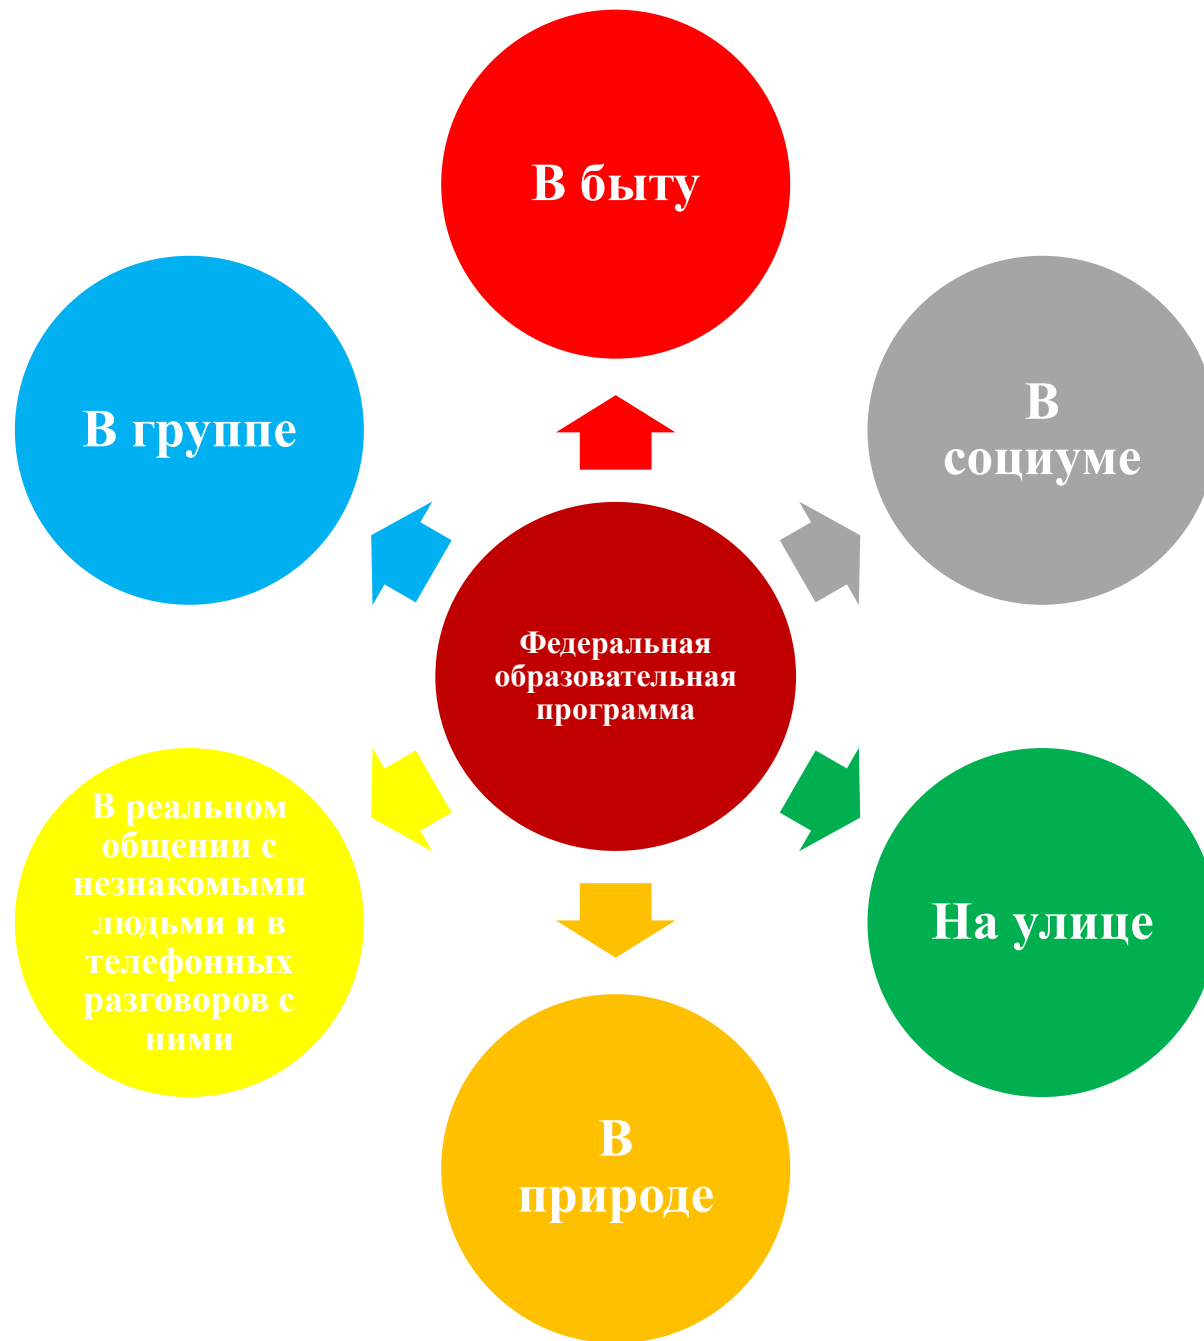 В быту
В группе
В
социуме
Федеральная
образовательная
программа
В реальном
общении с
незнакомыми
людьми и в
телефонных
разговоров с
ними
На улице
В
природе